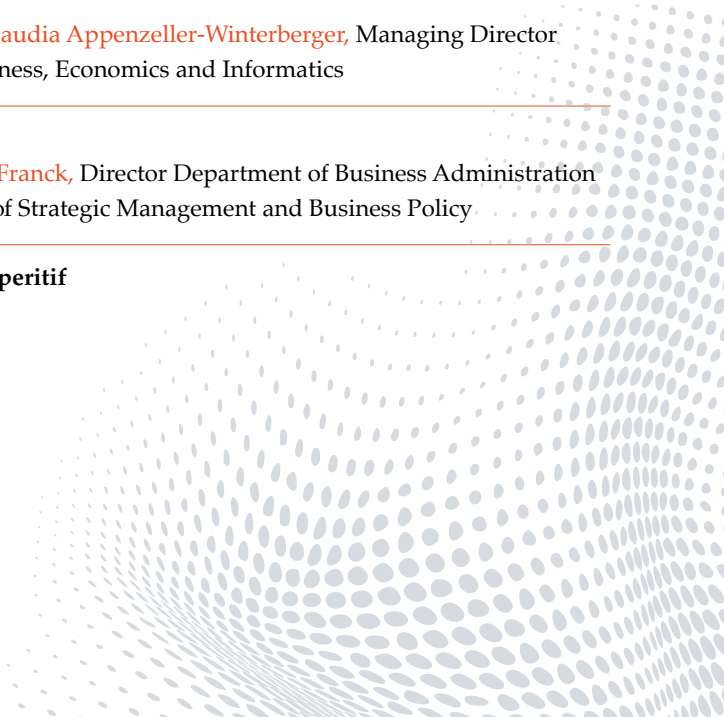 audia Appenzeller-Winterberger, Managing Director
ness, Economics and Informatics
Franck, Director Department of Business Administration
of Strategic Management and Business Policy
peritif